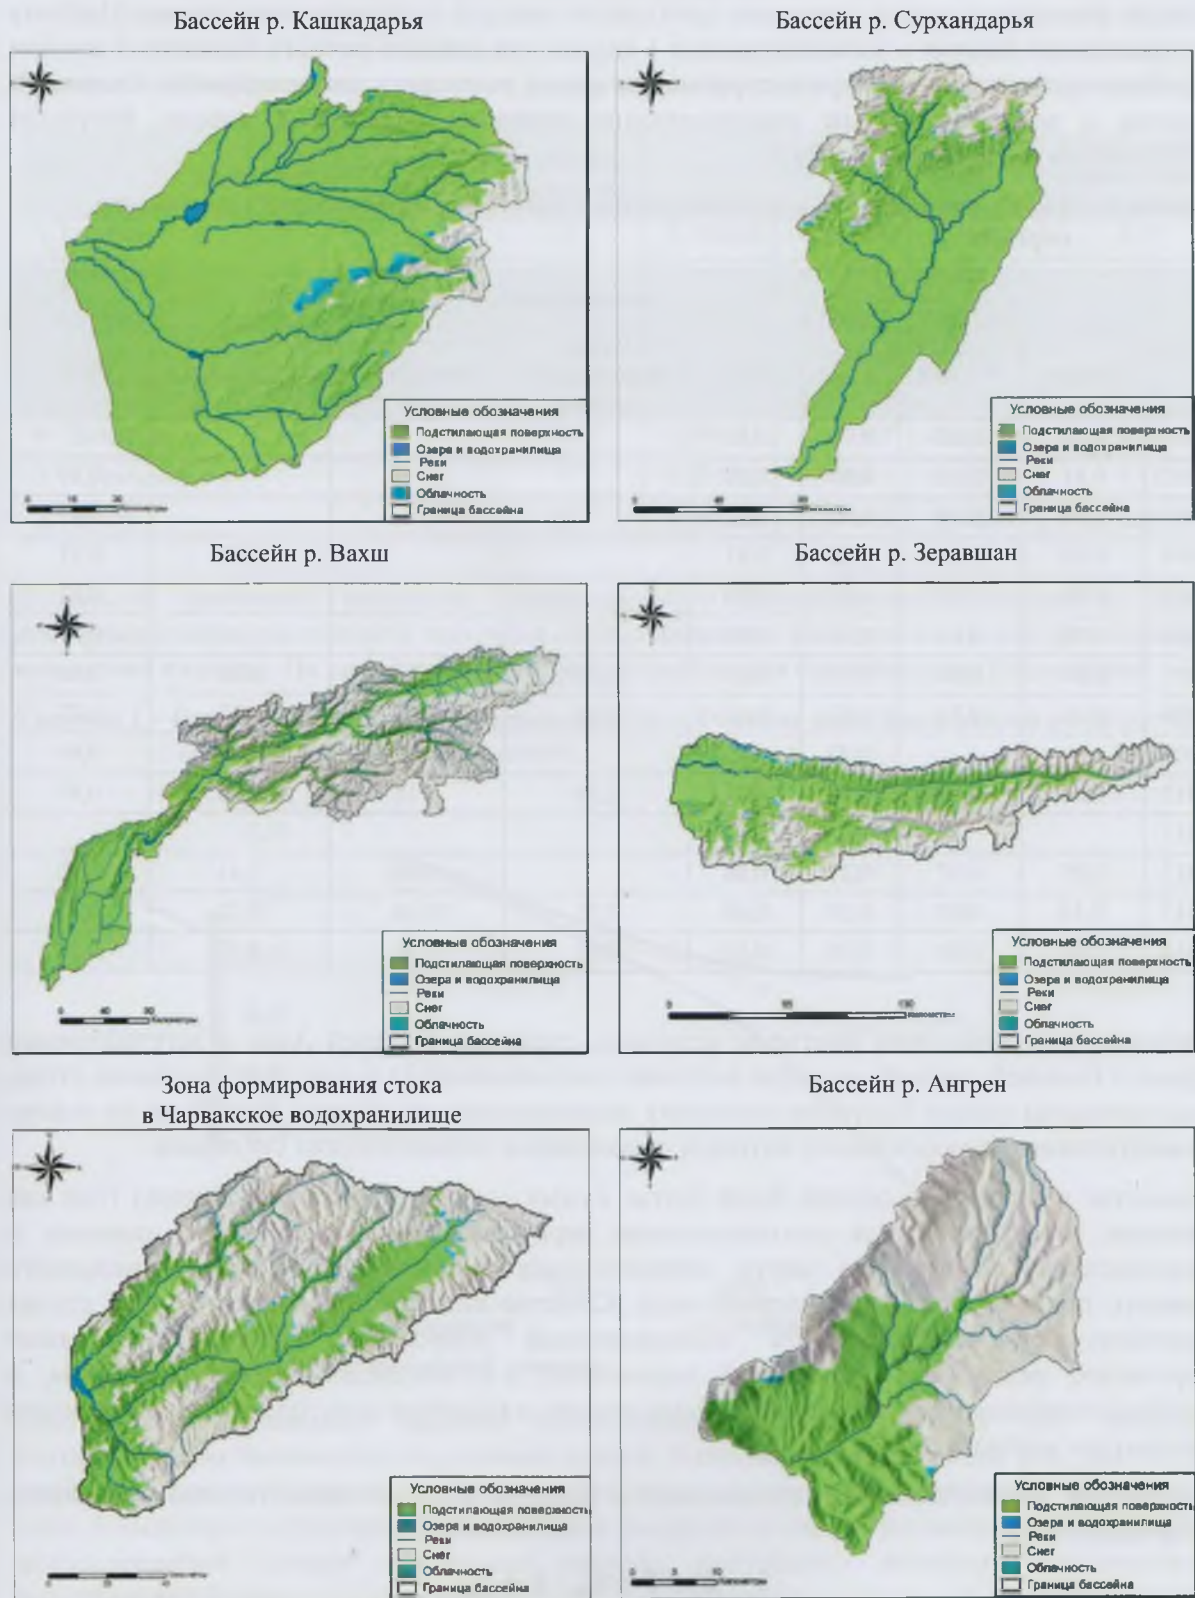 Бассейн р. Кашкадарья
Бассейн р. Сурхандарья
Условные обозначения
Подстилающая поверхность
Озера и водохранилища
Реки
Снег
Облачность
Граница бассейна
Условные обозначения
Подстилающая поверхность
Озера и водохранилища
Реки
Снег
Облачность
Граница бассейна
Бассейн р. Вахш
Бассейн р. Зеравшан
Условные обозначения
Подстилающая поверхность
Озера и водохранилища
Реки
Снег
Облачность
Граница бассейна
Условные обозначения
Подстилающая поверхность
Озера и водохранилища
Реки
Снег
Облачность
Граница бассейна
Зона формирования стока
в Чарвакское водохранилище
Бассейн р. Ангрен
Условные обозначения
Подстилающая поверхность
Озера и водохранилища
Реки
Снег
Облачность
Граница бассейна
Условные обозначения
Подстилающая поверхность
Озера и водохранилища
Реки
Снег
Облачность
Граница бассейна